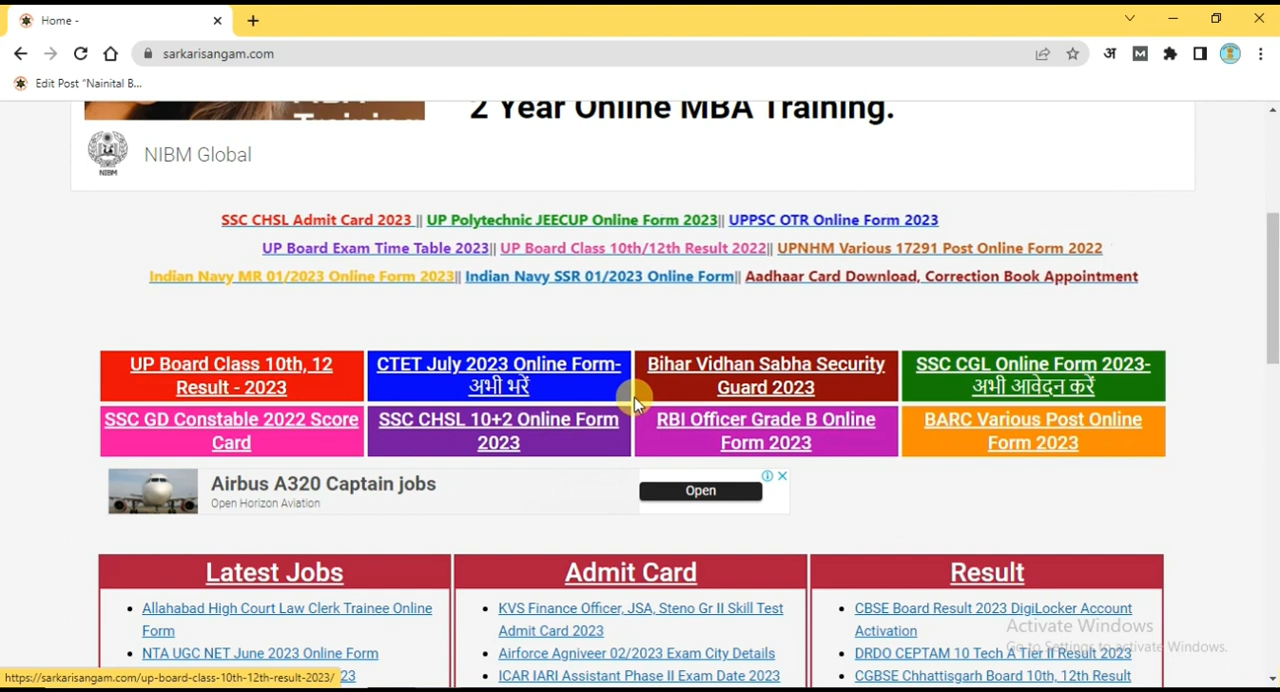 Home -
sarkarisangam.com
Edit Post "Nainital B...
2 Year Online MBA Training.
NIBM
NIBM Global
SSC CHSL Admit Card 2023 || UP Polytechnic JEECUP Online Form 2023|| UPPSC OTR Online Form 2023
UP Board Exam Time Table 2023|| UP Board Class 10th/12th Result 2022|| UPNHM Various 17291 Post Online Form 2022
Indian Navy MR 01/2023 Online Form 2023|| Indian Navy SSR 01/2023 Online Form|| Aadhaar Card Download, Correction Book Appointment
UP Board Class 10th, 12 Result - 2023
CTET July 2023 Online Form- अभी भरें
Bihar Vidhan Sabha Security Guard 2023
SSC CGL Online Form 2023- अभी आवेदन करें
SSC GD Constable 2022 Score Card
SSC CHSL 10+2 Online Form 2023
RBI Officer Grade B Online Form 2023
BARC Various Post Online Form 2023
Airbus A320 Captain jobs
Open Horizon Aviation
Open
Latest Jobs
Allahabad High Court Law Clerk Trainee Online
Form
NTA UGC NET June 2023 Online Form
23
Admit Card
KVS Finance Officer, JSA, Steno Gr II Skill Test
Admit Card 2023
Airforce Agniveer 02/2023 Exam City Details
ICAR IARI Assistant Phase II Exam Date 2023
Result
CBSE Board Result 2023 DigiLocker Account
Activation
DRDO CEPTAM 10 Tech A Tier II Result 2023
CGBSE Chhattisgarh Board 10th, 12th Result
Activate Windows
Go to Settings to activate Windows.
https://sarkarisangam.com/up-board-class-10th-12th-result-2023/